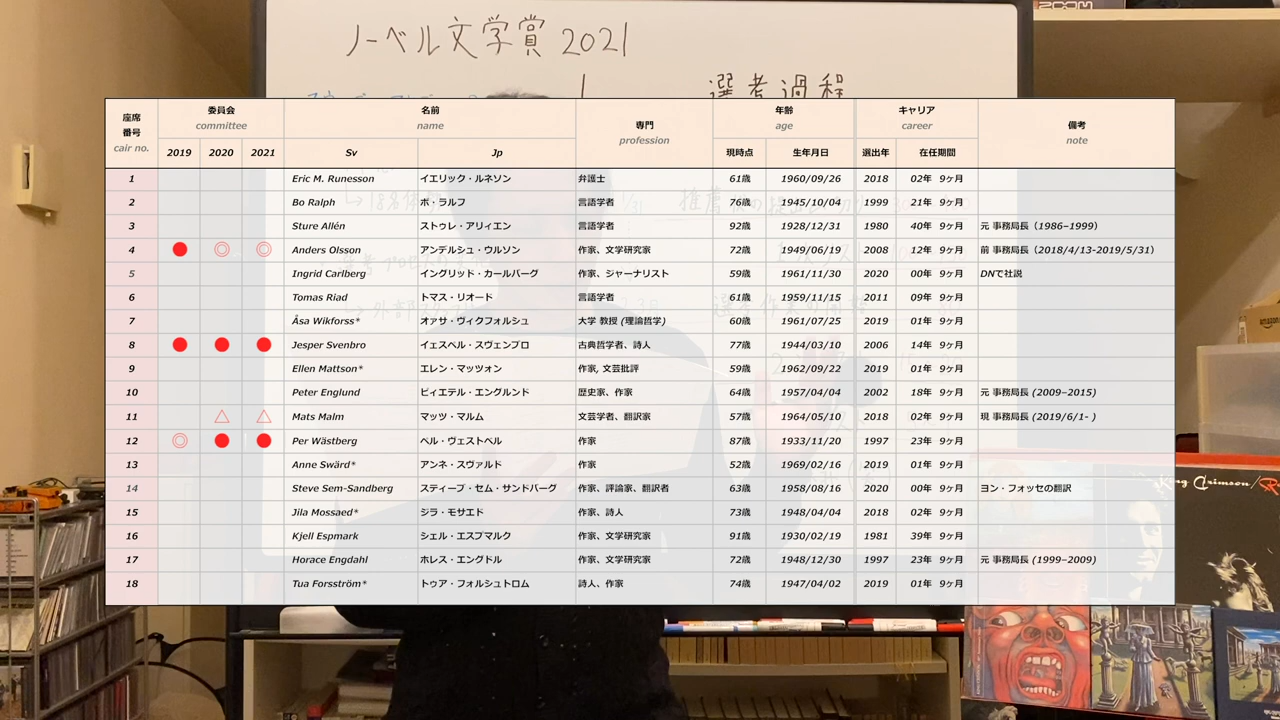 ZOOM
ノーベル文学賞 2021
選考過程
座席番号 cair no. 委員会 committee 名前 name 専門 profession 年齢 age キャリア career 備考 note
2019 2020 2021 Sv Jp 現時点 生年月日 選出年 在任期間
1 Eric M. Runesson イエリック・ルネソン 弁護士 61歳 1960/09/26 2018 02年 9ヶ月
2 Bo Ralph ボ・ラルフ 言語学者 76歳 1945/10/04 1999 21年 9ヶ月
3 Sture Allén ストゥレ・アリィエン 言語学者 92歳 1928/12/31 1980 40年 9ヶ月 元 事務局長（1986–1999）
4 ● ◎ ◎ Anders Olsson アンデルシュ・ウルソン 作家、文学研究家 72歳 1949/06/19 2008 12年 9ヶ月 前 事務局長（2018/4/13-2019/5/31）
5 Ingrid Carlberg イングリッド・カールバーグ 作家、ジャーナリスト 59歳 1961/11/30 2020 00年 9ヶ月 DNで社説
6 Tomas Riad トマス・リオード 言語学者 61歳 1959/11/15 2011 09年 9ヶ月
7 Åsa Wikforss* オァサ・ヴィクフォルシュ 大学 教授 (理論哲学) 60歳 1961/07/25 2019 01年 9ヶ月
8 ● ● ● Jesper Svenbro イェスペル・スヴェンブロ 古典哲学者、詩人 77歳 1944/03/10 2006 14年 9ヶ月
9 Ellen Mattson* エレン・マッツォン 作家, 文芸批評 59歳 1962/09/22 2019 01年 9ヶ月
10 Peter Englund ピィエテル・エングルンド 歴史家、作家 64歳 1957/04/04 2002 18年 9ヶ月 元 事務局長 (2009–2015)
11 △ △ Mats Malm マッツ・マルム 文芸学者、翻訳家 57歳 1964/05/10 2018 02年 9ヶ月 現 事務局長 (2019/6/1- )
12 ◎ ● ● Per Wästberg ペル・ヴェストベル 作家 87歳 1933/11/20 1997 23年 9ヶ月
13 Anne Swärd* アンネ・スヴァルド 作家 52歳 1969/02/16 2019 01年 9ヶ月
14 Steve Sem-Sandberg スティーブ・セム・サンドバーグ 作家、評論家、翻訳者 63歳 1958/08/16 2020 00年 9ヶ月 ヨン・フォッセの翻訳
15 Jila Mossaed* ジラ・モサエド 作家、詩人 73歳 1948/04/04 2018 02年 9ヶ月
16 Kjell Espmark シェル・エスプマルク 作家、文学研究家 91歳 1930/02/19 1981 39年 9ヶ月
17 Horace Engdahl ホレス・エングドル 作家、文学研究家 72歳 1948/12/30 1997 23年 9ヶ月 元 事務局長 (1999–2009)
18 Tua Forsström* トゥア・フォルシュトロム 詩人、作家 74歳 1947/04/02 2019 01年 9ヶ月
amazon
King Crimson/